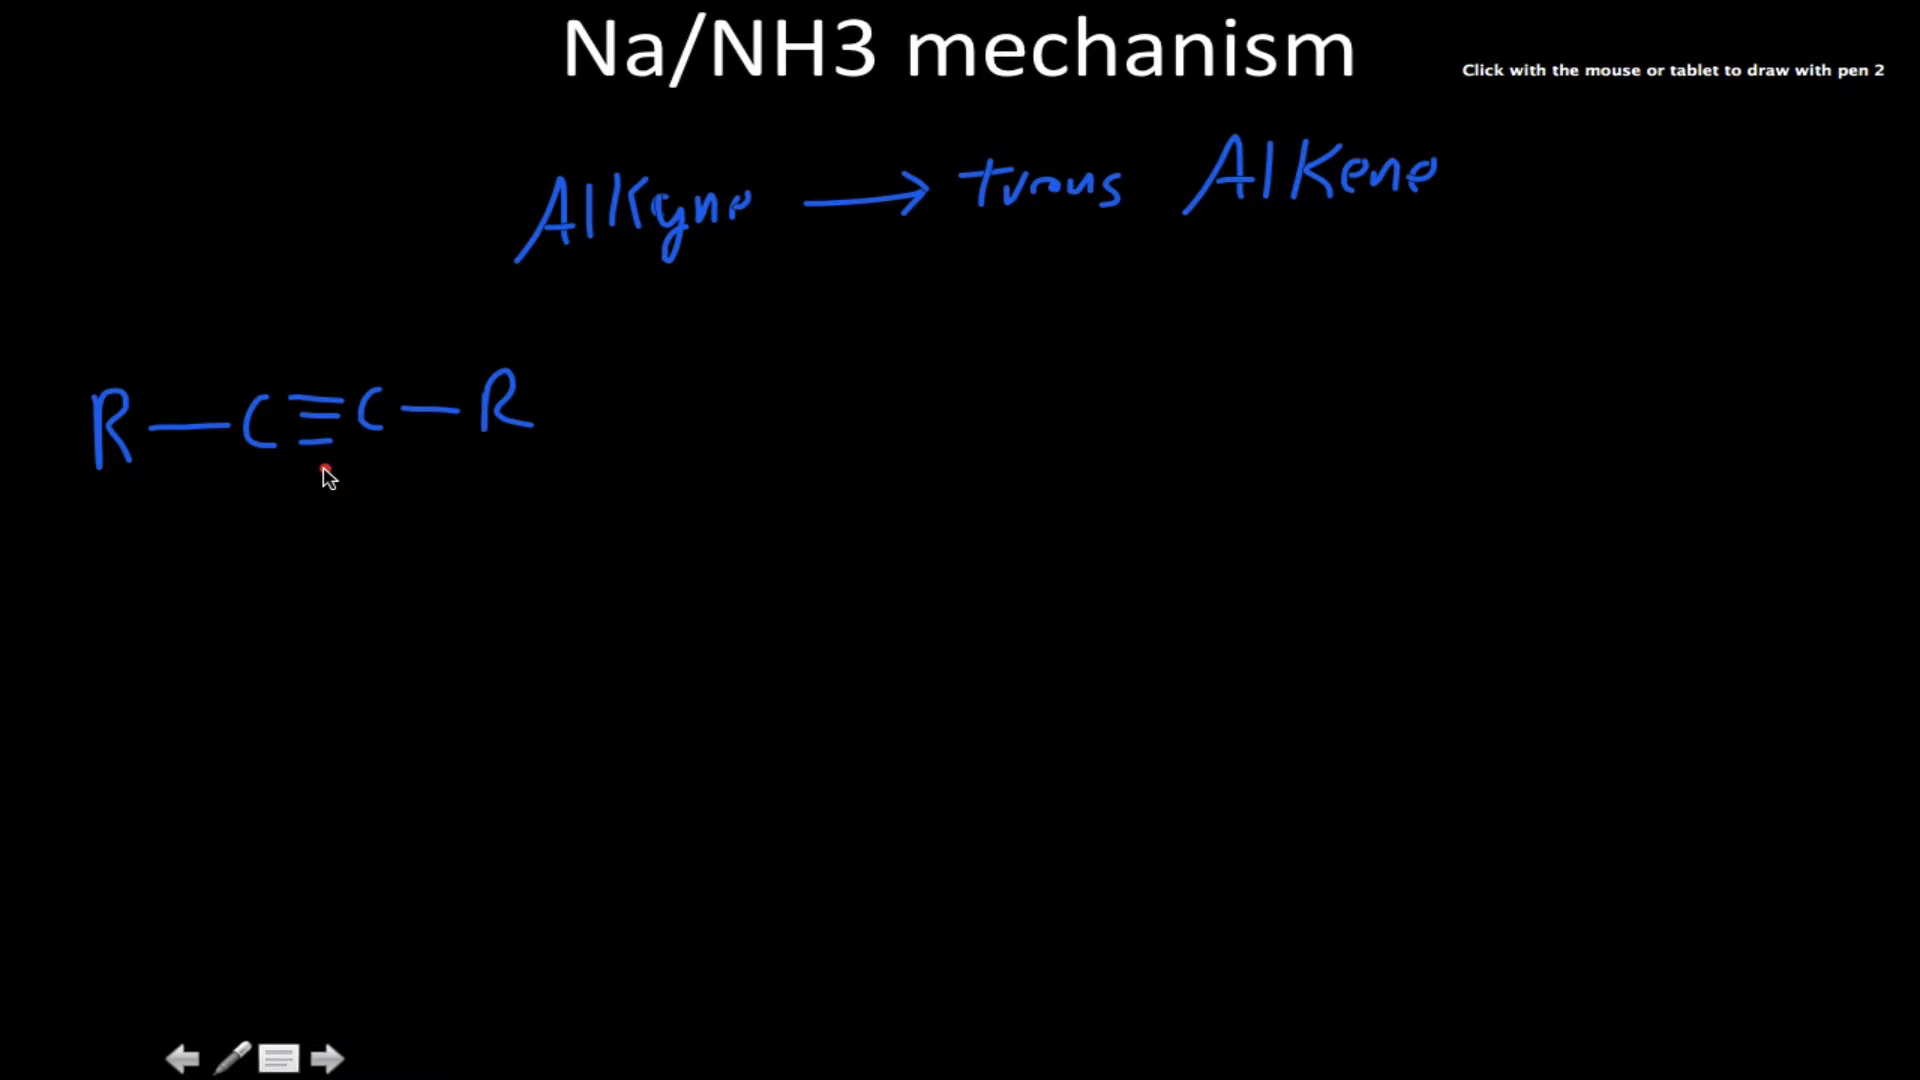 Na/NH3 mechanism
Click with the mouse or tablet to draw with pen 2
Alkyne → trans Alkene
R—C≡C—R